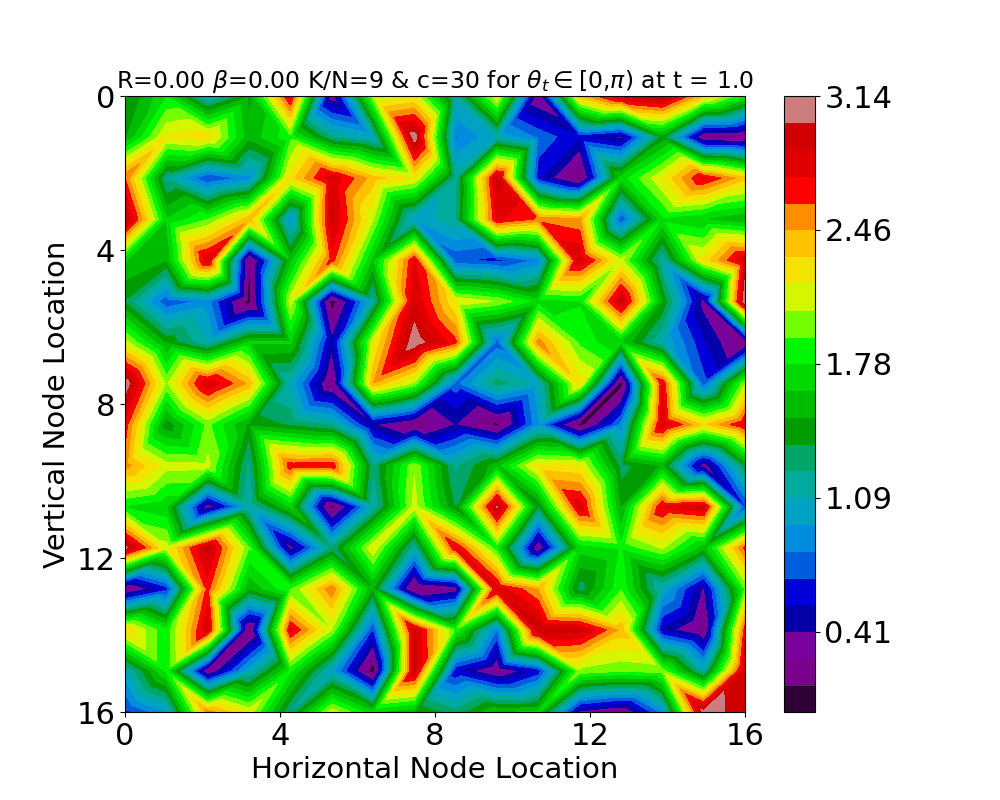 R=0.00 β=0.00 K/N=9 & c=30 for θₜ ∈ [0,π) at t = 1.0
0
4
8
12
16
Vertical Node Location
0 4 8 12 16
Horizontal Node Location
3.14
2.46
1.78
1.09
0.41